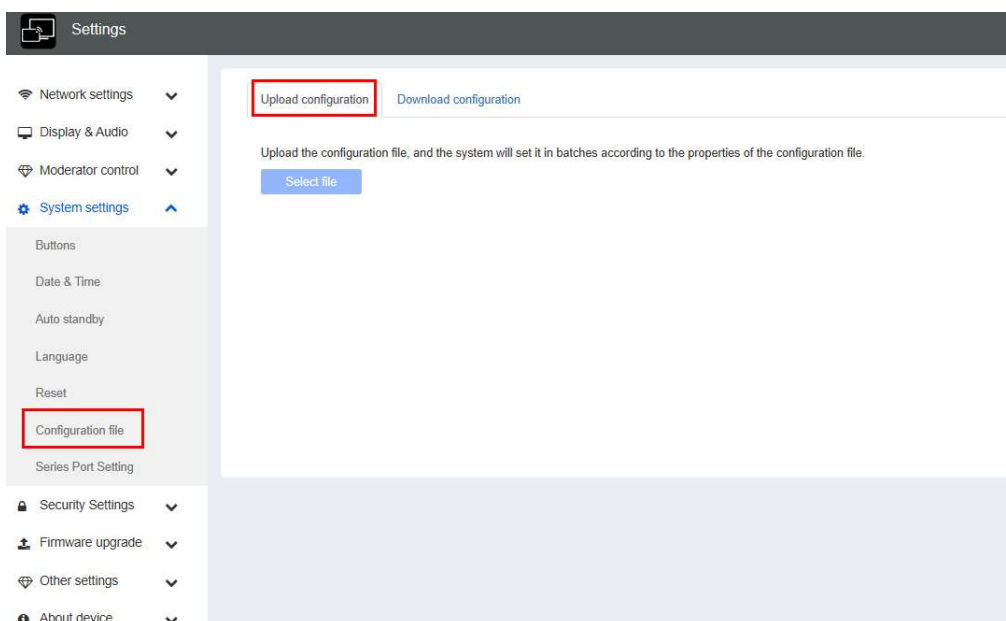 Settings
Network settings
Display & Audio
Moderator control
System settings
Buttons
Date & Time
Auto standby
Language
Reset
Configuration file
Series Port Setting
Security Settings
Firmware upgrade
Other settings
About device
Upload configuration
Download configuration
Upload the configuration file, and the system will set it in batches according to the properties of the configuration file.
Select file